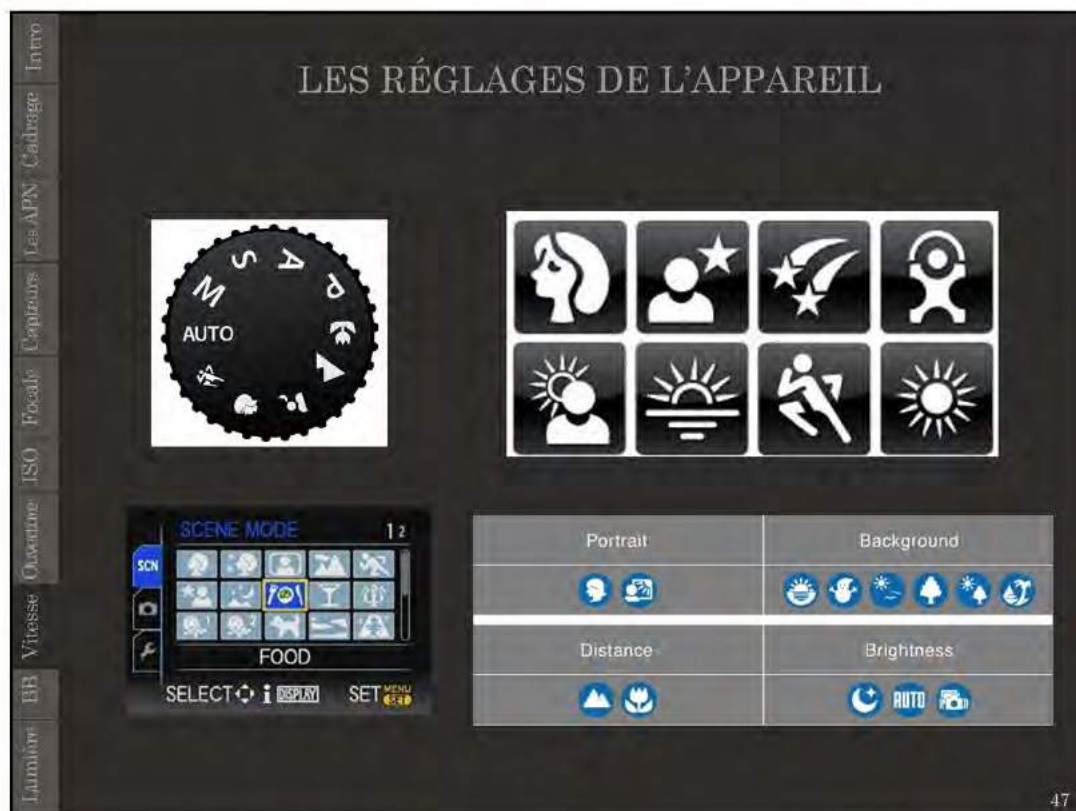 LES RÉGLAGES DE L'APPAREIL
Intro
Cadrage
Les APN
Capteurs
Focale
ISO
Ouverture
Vitesse
BB
Lumière
M S A P
AUTO
SCENE MODE 1 2
SCN
FOOD
SELECT i DISPLAY SET MENU SET
Portrait Background
Distance Brightness
AUTO
47